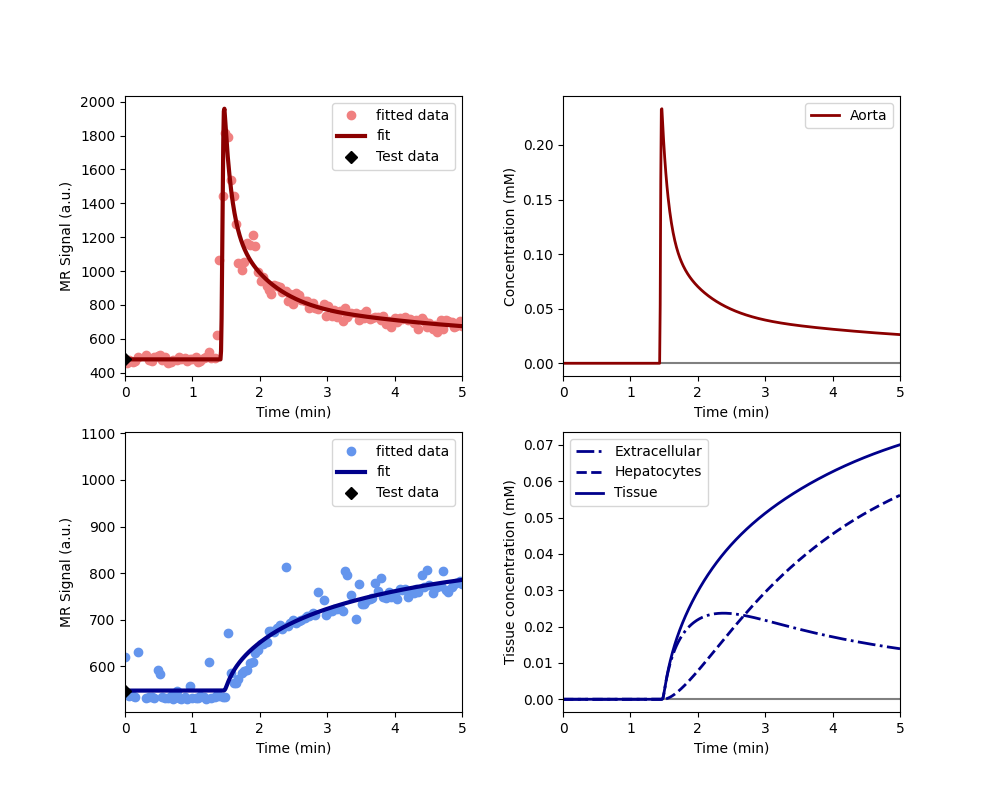 2000
1800
1600
1400
1200
1000
800
600
400
MR Signal (a.u.)
fitted data
fit
Test data
0 1 2 3 4 5
Time (min)
0.20
0.15
0.10
0.05
0.00
Concentration (mM)
Aorta
0 1 2 3 4 5
Time (min)
1100
1000
900
800
700
600
MR Signal (a.u.)
fitted data
fit
Test data
0 1 2 3 4 5
Time (min)
0.07
0.06
0.05
0.04
0.03
0.02
0.01
0.00
Tissue concentration (mM)
Extracellular
Hepatocytes
Tissue
0 1 2 3 4 5
Time (min)